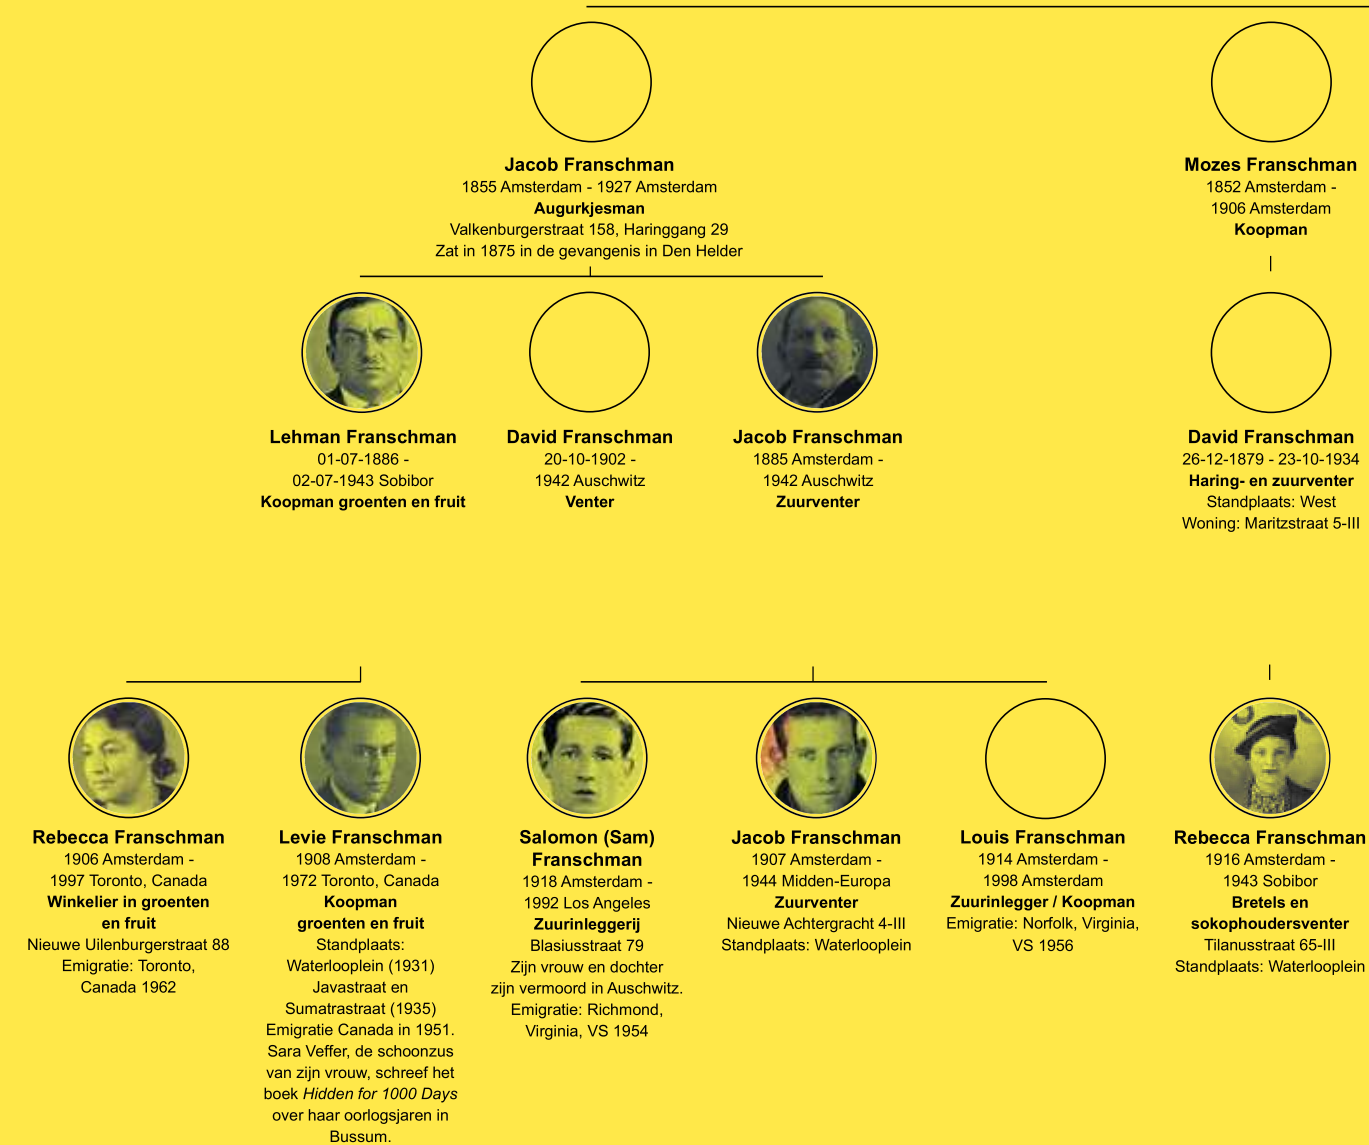 Jacob Franschman
1855 Amsterdam - 1927 Amsterdam
Augurkjesman
Valkenburgerstraat 158, Haringgang 29
Zat in 1875 in de gevangenis in Den Helder
Mozes Franschman
1852 Amsterdam -
1906 Amsterdam
Koopman
Lehman Franschman
01-07-1886 -
02-07-1943 Sobibor
Koopman groenten en fruit
David Franschman
20-10-1902 -
1942 Auschwitz
Venter
Jacob Franschman
1885 Amsterdam -
1942 Auschwitz
Zuurventer
David Franschman
26-12-1879 - 23-10-1934
Haring- en zuurventer
Standplaats: West
Woning: Maritzstraat 5-III
Rebecca Franschman
1906 Amsterdam -
1997 Toronto, Canada
Winkelier in groenten
en fruit
Nieuwe Uilenburgerstraat 88
Emigratie: Toronto,
Canada 1962
Levie Franschman
1908 Amsterdam -
1972 Toronto, Canada
Koopman
groenten en fruit
Standplaats:
Waterlooplein (1931)
Javastraat en
Sumatrastraat (1935)
Emigratie Canada in 1951.
Sara Veffer, de schoonzus
van zijn vrouw, schreef het
boek Hidden for 1000 Days
over haar oorlogsjaren in
Bussum.
Salomon (Sam)
Franschman
1918 Amsterdam -
1992 Los Angeles
Zuurinleggerij
Blasiusstraat 79
Zijn vrouw en dochter
zijn vermoord in Auschwitz.
Emigratie: Richmond,
Virginia, VS 1954
Jacob Franschman
1907 Amsterdam -
1944 Midden-Europa
Zuurventer
Nieuwe Achtergracht 4-III
Standplaats: Waterlooplein
Louis Franschman
1914 Amsterdam -
1998 Amsterdam
Zuurinlegger / Koopman
Emigratie: Norfolk, Virginia,
VS 1956
Rebecca Franschman
1916 Amsterdam -
1943 Sobibor
Bretels en
sokophoudersventer
Tilanusstraat 65-III
Standplaats: Waterlooplein